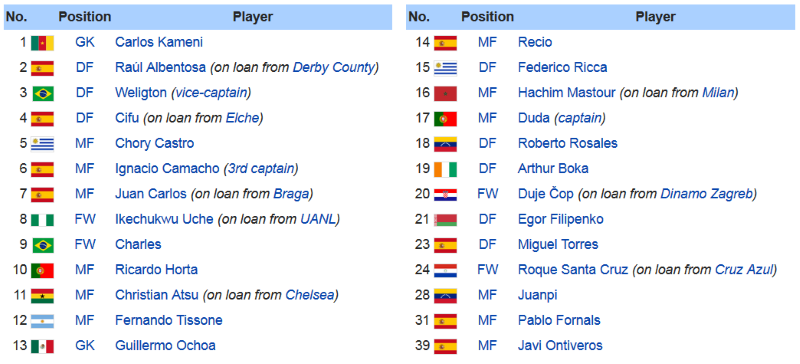 No. Position Player
1 GK Carlos Kameni
2 DF Raúl Albentosa (on loan from Derby County)
3 DF Weligton (vice-captain)
4 DF Cifu (on loan from Elche)
5 MF Chory Castro
6 MF Ignacio Camacho (3rd captain)
7 MF Juan Carlos (on loan from Braga)
8 FW Ikechukwu Uche (on loan from UANL)
9 FW Charles
10 MF Ricardo Horta
11 MF Christian Atsu (on loan from Chelsea)
12 MF Fernando Tissone
13 GK Guillermo Ochoa
No. Position Player
14 MF Recio
15 DF Federico Ricca
16 MF Hachim Mastour (on loan from Milan)
17 MF Duda (captain)
18 DF Roberto Rosales
19 DF Arthur Boka
20 FW Duje Čop (on loan from Dinamo Zagreb)
21 DF Egor Filipenko
23 DF Miguel Torres
24 FW Roque Santa Cruz (on loan from Cruz Azul)
28 MF Juanpi
31 MF Pablo Fornals
39 MF Javi Ontiveros